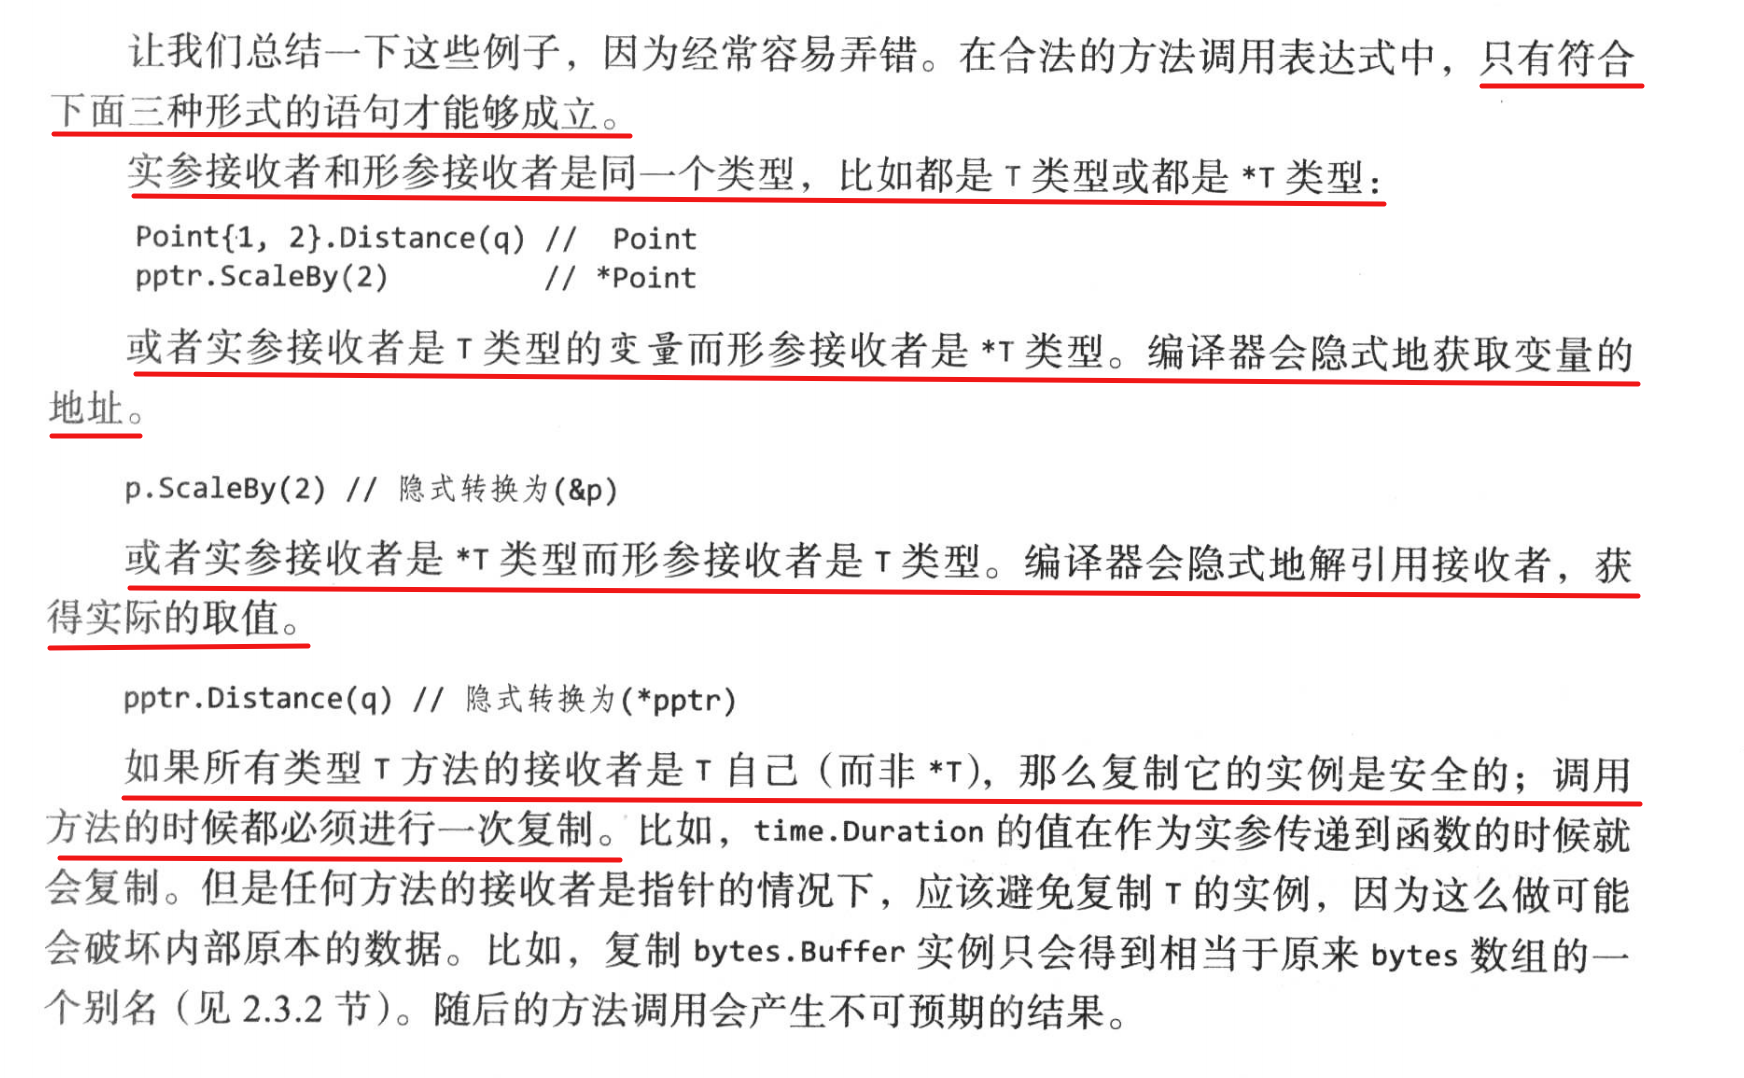 让我们总结一下这些例子，因为经常容易弄错。在合法的方法调用表达式中，只有符合
下面三种形式的语句才能够成立。
实参接收者和形参接收者是同一个类型，比如都是 T 类型或都是 *T 类型：
Point{1, 2}.Distance(q) //  Point
pptr.ScaleBy(2)         // *Point
或者实参接收者是 T 类型的变量而形参接收者是 *T 类型。编译器会隐式地获取变量的
地址。
p.ScaleBy(2) // 隐式转换为(&p)
或者实参接收者是 *T 类型而形参接收者是 T 类型。编译器会隐式地解引用接收者，获
得实际的取值。
pptr.Distance(q) // 隐式转换为(*pptr)
如果所有类型 T 方法的接收者是 T 自己（而非 *T），那么复制它的实例是安全的；调用
方法的时候都必须进行一次复制。比如，time.Duration 的值在作为实参传递到函数的时候就
会复制。但是任何方法的接收者是指针的情况下，应该避免复制 T 的实例，因为这么做可能
会破坏内部原本的数据。比如，复制 bytes.Buffer 实例只会得到相当于原来 bytes 数组的一
个别名（见 2.3.2 节）。随后的方法调用会产生不可预期的结果。